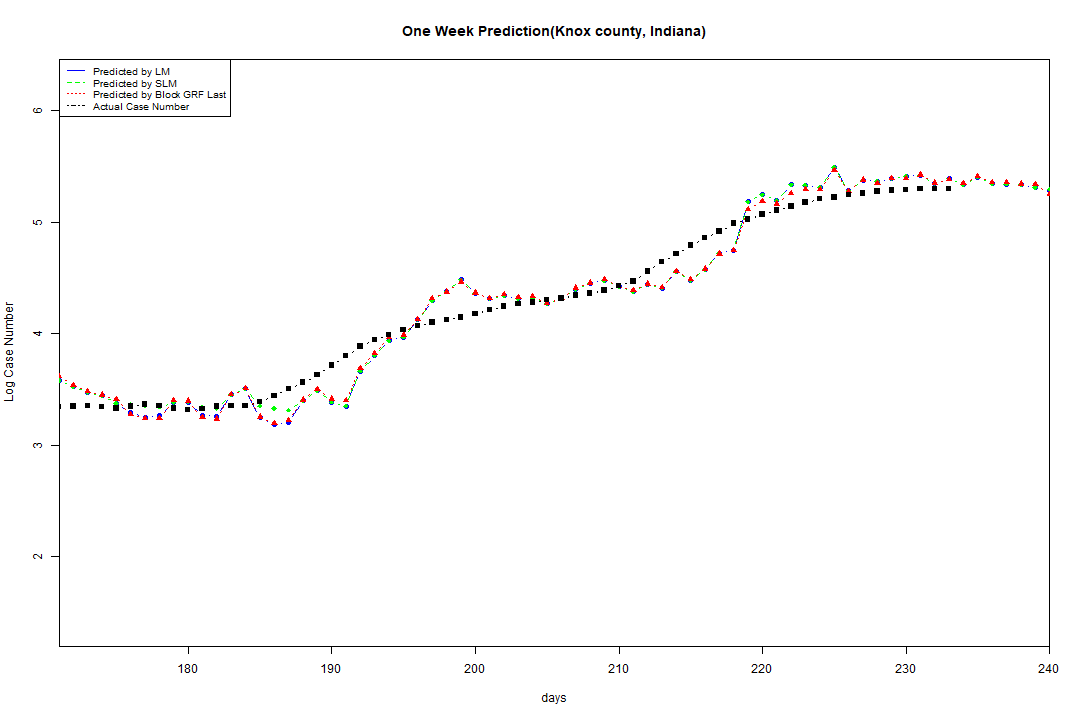 One Week Prediction(Knox county, Indiana)
Predicted by LM
Predicted by SLM
Predicted by Block GRF Last
Actual Case Number
6
5
4
3
2
Log Case Number
180 190 200 210 220 230 240
days